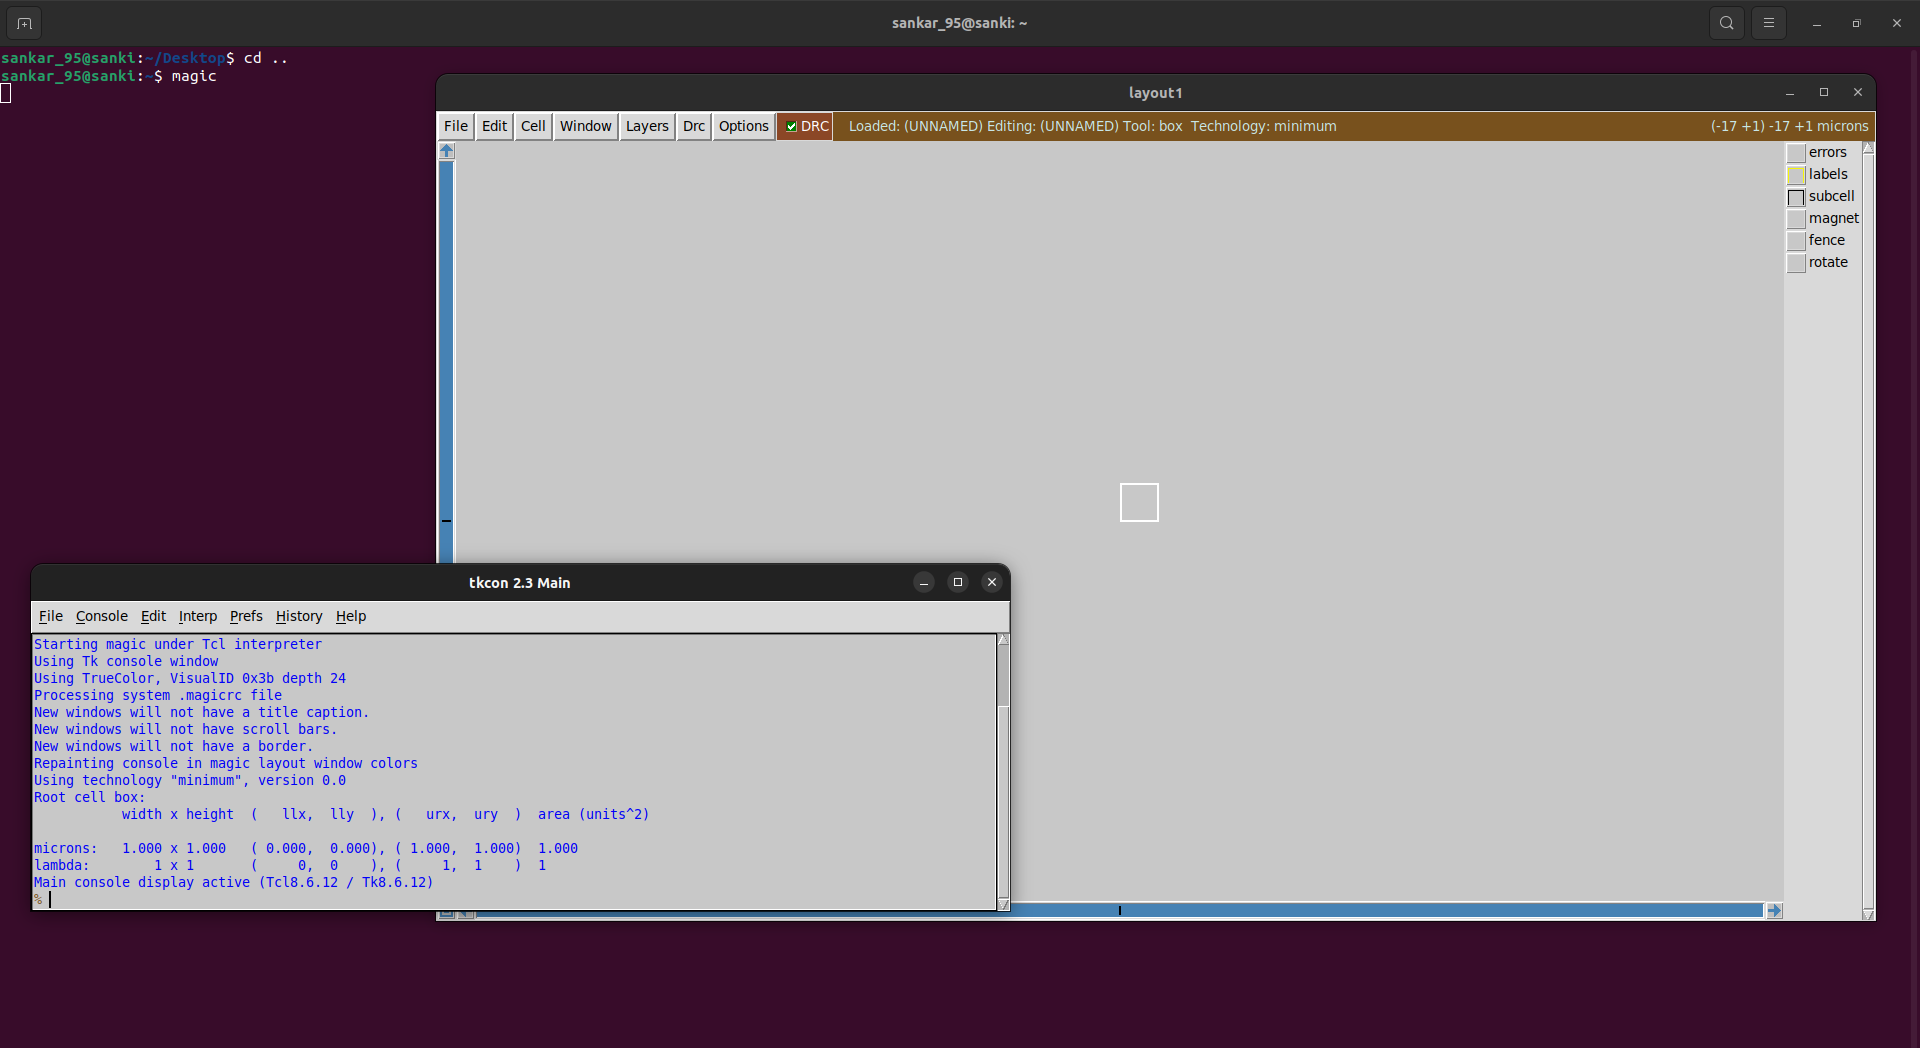 sankar_95@sanki: ~
sankar_95@sanki:~/Desktop$ cd ..
sankar_95@sanki:~$ magic
layout1
File Edit Cell Window Layers Drc Options DRC Loaded: (UNNAMED) Editing: (UNNAMED) Tool: box Technology: minimum (-17 +1) -17 +1 microns
errors
labels
subcell
magnet
fence
rotate
tkcon 2.3 Main
File Console Edit Interp Prefs History Help
Starting magic under Tcl interpreter
Using Tk console window
Using TrueColor, VisualID 0x3b depth 24
Processing system .magicrc file
New windows will not have a title caption.
New windows will not have scroll bars.
New windows will not have a border.
Repainting console in magic layout window colors
Using technology "minimum", version 0.0
Root cell box:
width x height ( llx, lly ), ( urx, ury ) area (units^2)
microns: 1.000 x 1.000 ( 0.000, 0.000), ( 1.000, 1.000) 1.000
lambda: 1 x 1 ( 0, 0 ), ( 1, 1 ) 1
Main console display active (Tcl8.6.12 / Tk8.6.12)
%